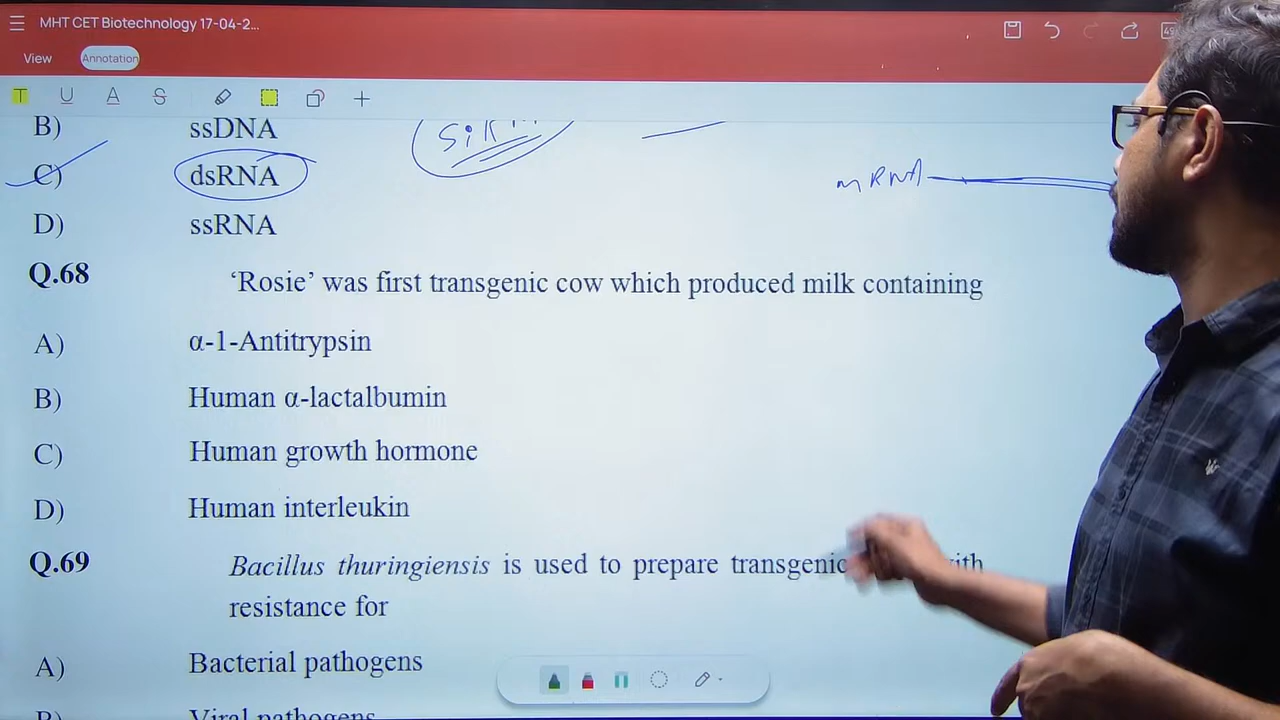 MHT CET Biotechnology 17-04-2...
View Annotation
T U A S
B) ssDNA
C) dsRNA
mRNA
D) ssRNA
Q.68 ‘Rosie’ was first transgenic cow which produced milk containing
A) α-1-Antitrypsin
B) Human α-lactalbumin
C) Human growth hormone
D) Human interleukin
Q.69 Bacillus thuringiensis is used to prepare transgenic
resistance for
A) Bacterial pathogens
Viral pathogens